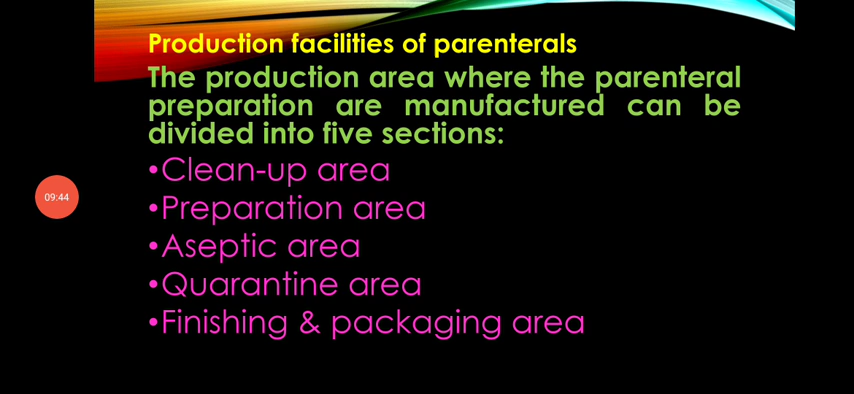 Production facilities of parenterals
The production area where the parenteral
preparation are manufactured can be
divided into five sections:
•Clean-up area
•Preparation area
09:44
•Aseptic area
•Quarantine area
•Finishing & packaging area